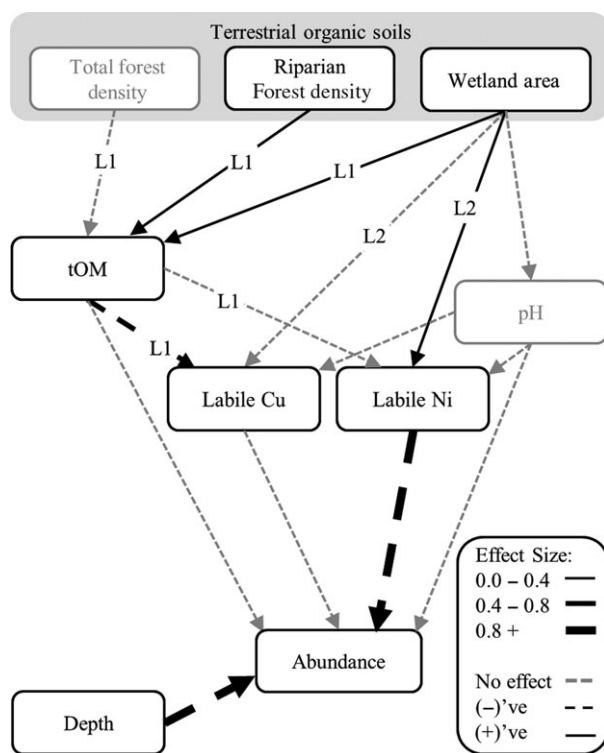 Terrestrial organic soils
Total forest
density
Riparian
Forest density
Wetland area
L1
L1
L1
L2
L2
tOM
L1
pH
L1
Labile Cu
Labile Ni
Effect Size:
0.0 – 0.4
0.4 – 0.8
0.8 +
No effect
(–)’ve
(+)’ve
Abundance
Depth